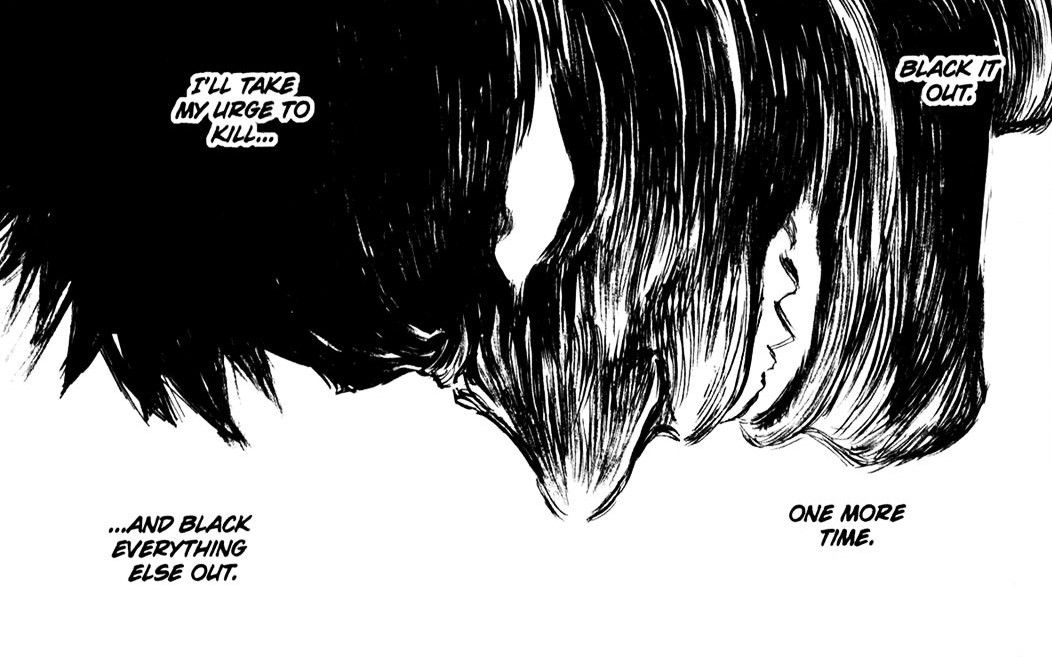 BLACK IT
OUT.
ONE MORE
TIME.
I'LL TAKE
MY URGE TO
KILL...
...AND BLACK
EVERYTHING
ELSE OUT.